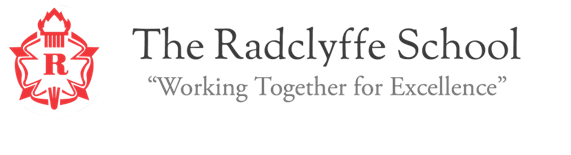 R
The Radclyffe School
“Working Together for Excellence”